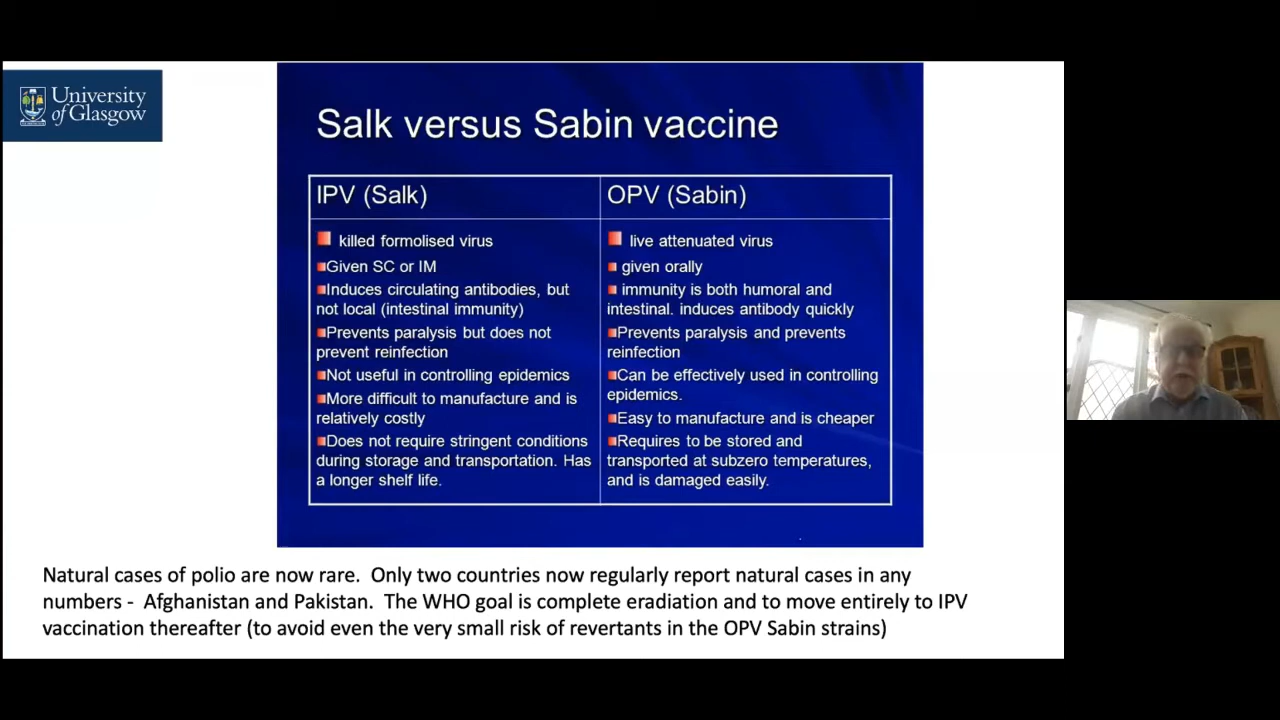 University
of Glasgow
Salk versus Sabin vaccine
IPV (Salk)
killed formolised virus
Given SC or IM
Induces circulating antibodies, but
not local (intestinal immunity)
Prevents paralysis but does not
prevent reinfection
Not useful in controlling epidemics
More difficult to manufacture and is
relatively costly
Does not require stringent conditions
during storage and transportation. Has
a longer shelf life.
OPV (Sabin)
live attenuated virus
given orally
immunity is both humoral and
intestinal. induces antibody quickly
Prevents paralysis and prevents
reinfection
Can be effectively used in controlling
epidemics.
Easy to manufacture and is cheaper
Requires to be stored and
transported at subzero temperatures,
and is damaged easily.
Natural cases of polio are now rare.  Only two countries now regularly report natural cases in any
numbers -  Afghanistan and Pakistan.  The WHO goal is complete eradiation and to move entirely to IPV
vaccination thereafter (to avoid even the very small risk of revertants in the OPV Sabin strains)